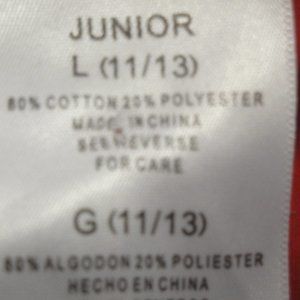 JUNIOR
L (11/13)
80% COTTON 20% POLYESTER
MADE IN CHINA
SEE REVERSE
FOR CARE
G (11/13)
80% ALGODON 20% POLIESTER
HECHO EN CHINA